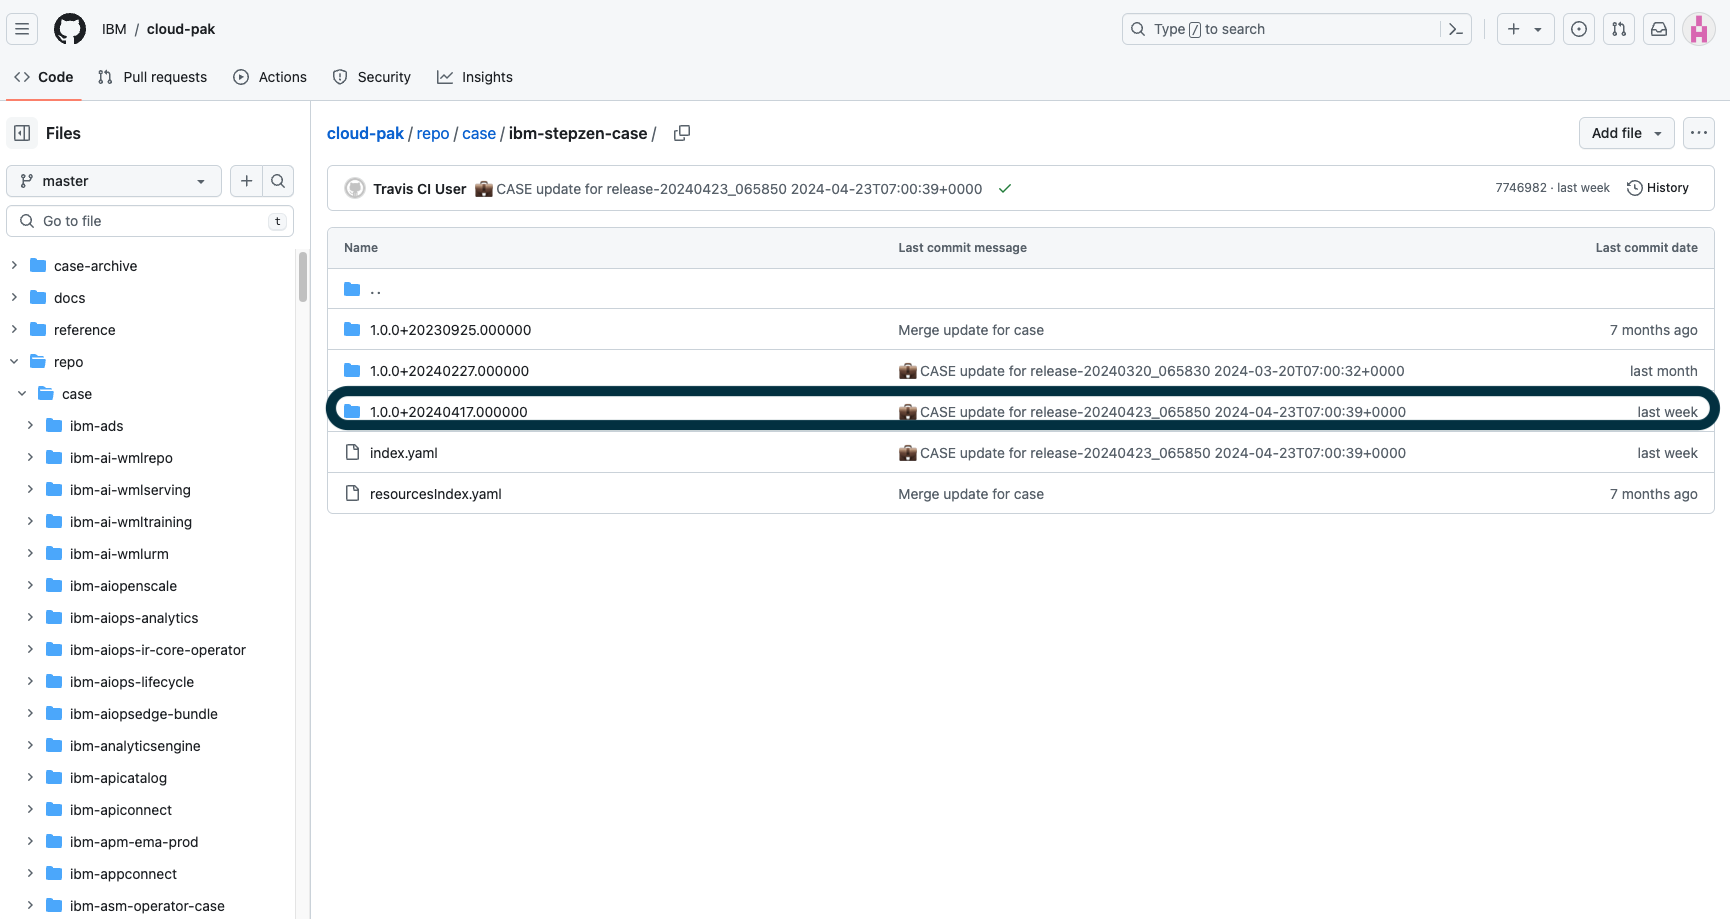 IBM / cloud-pak
Type / to search
Code
Pull requests
Actions
Security
Insights
Files
master
Go to file
t
case-archive
docs
reference
repo
case
ibm-ads
ibm-ai-wmlrepo
ibm-ai-wmlserving
ibm-ai-wmltraining
ibm-ai-wmlurm
ibm-aiopenscale
ibm-aiops-analytics
ibm-aiops-ir-core-operator
ibm-aiops-lifecycle
ibm-aiopsedge-bundle
ibm-analyticsengine
ibm-apicatalog
ibm-apiconnect
ibm-apm-ema-prod
ibm-appconnect
ibm-asm-operator-case
cloud-pak / repo / case / ibm-stepzen-case /
Add file
Travis CI User 💼 CASE update for release-20240423_065850 2024-04-23T07:00:39+0000
7746982 · last week
History
Name Last commit message Last commit date
..
1.0.0+20230925.000000 Merge update for case 7 months ago
1.0.0+20240227.000000 💼 CASE update for release-20240320_065830 2024-03-20T07:00:32+0000 last month
1.0.0+20240417.000000 💼 CASE update for release-20240423_065850 2024-04-23T07:00:39+0000 last week
index.yaml 💼 CASE update for release-20240423_065850 2024-04-23T07:00:39+0000 last week
resourcesIndex.yaml Merge update for case 7 months ago